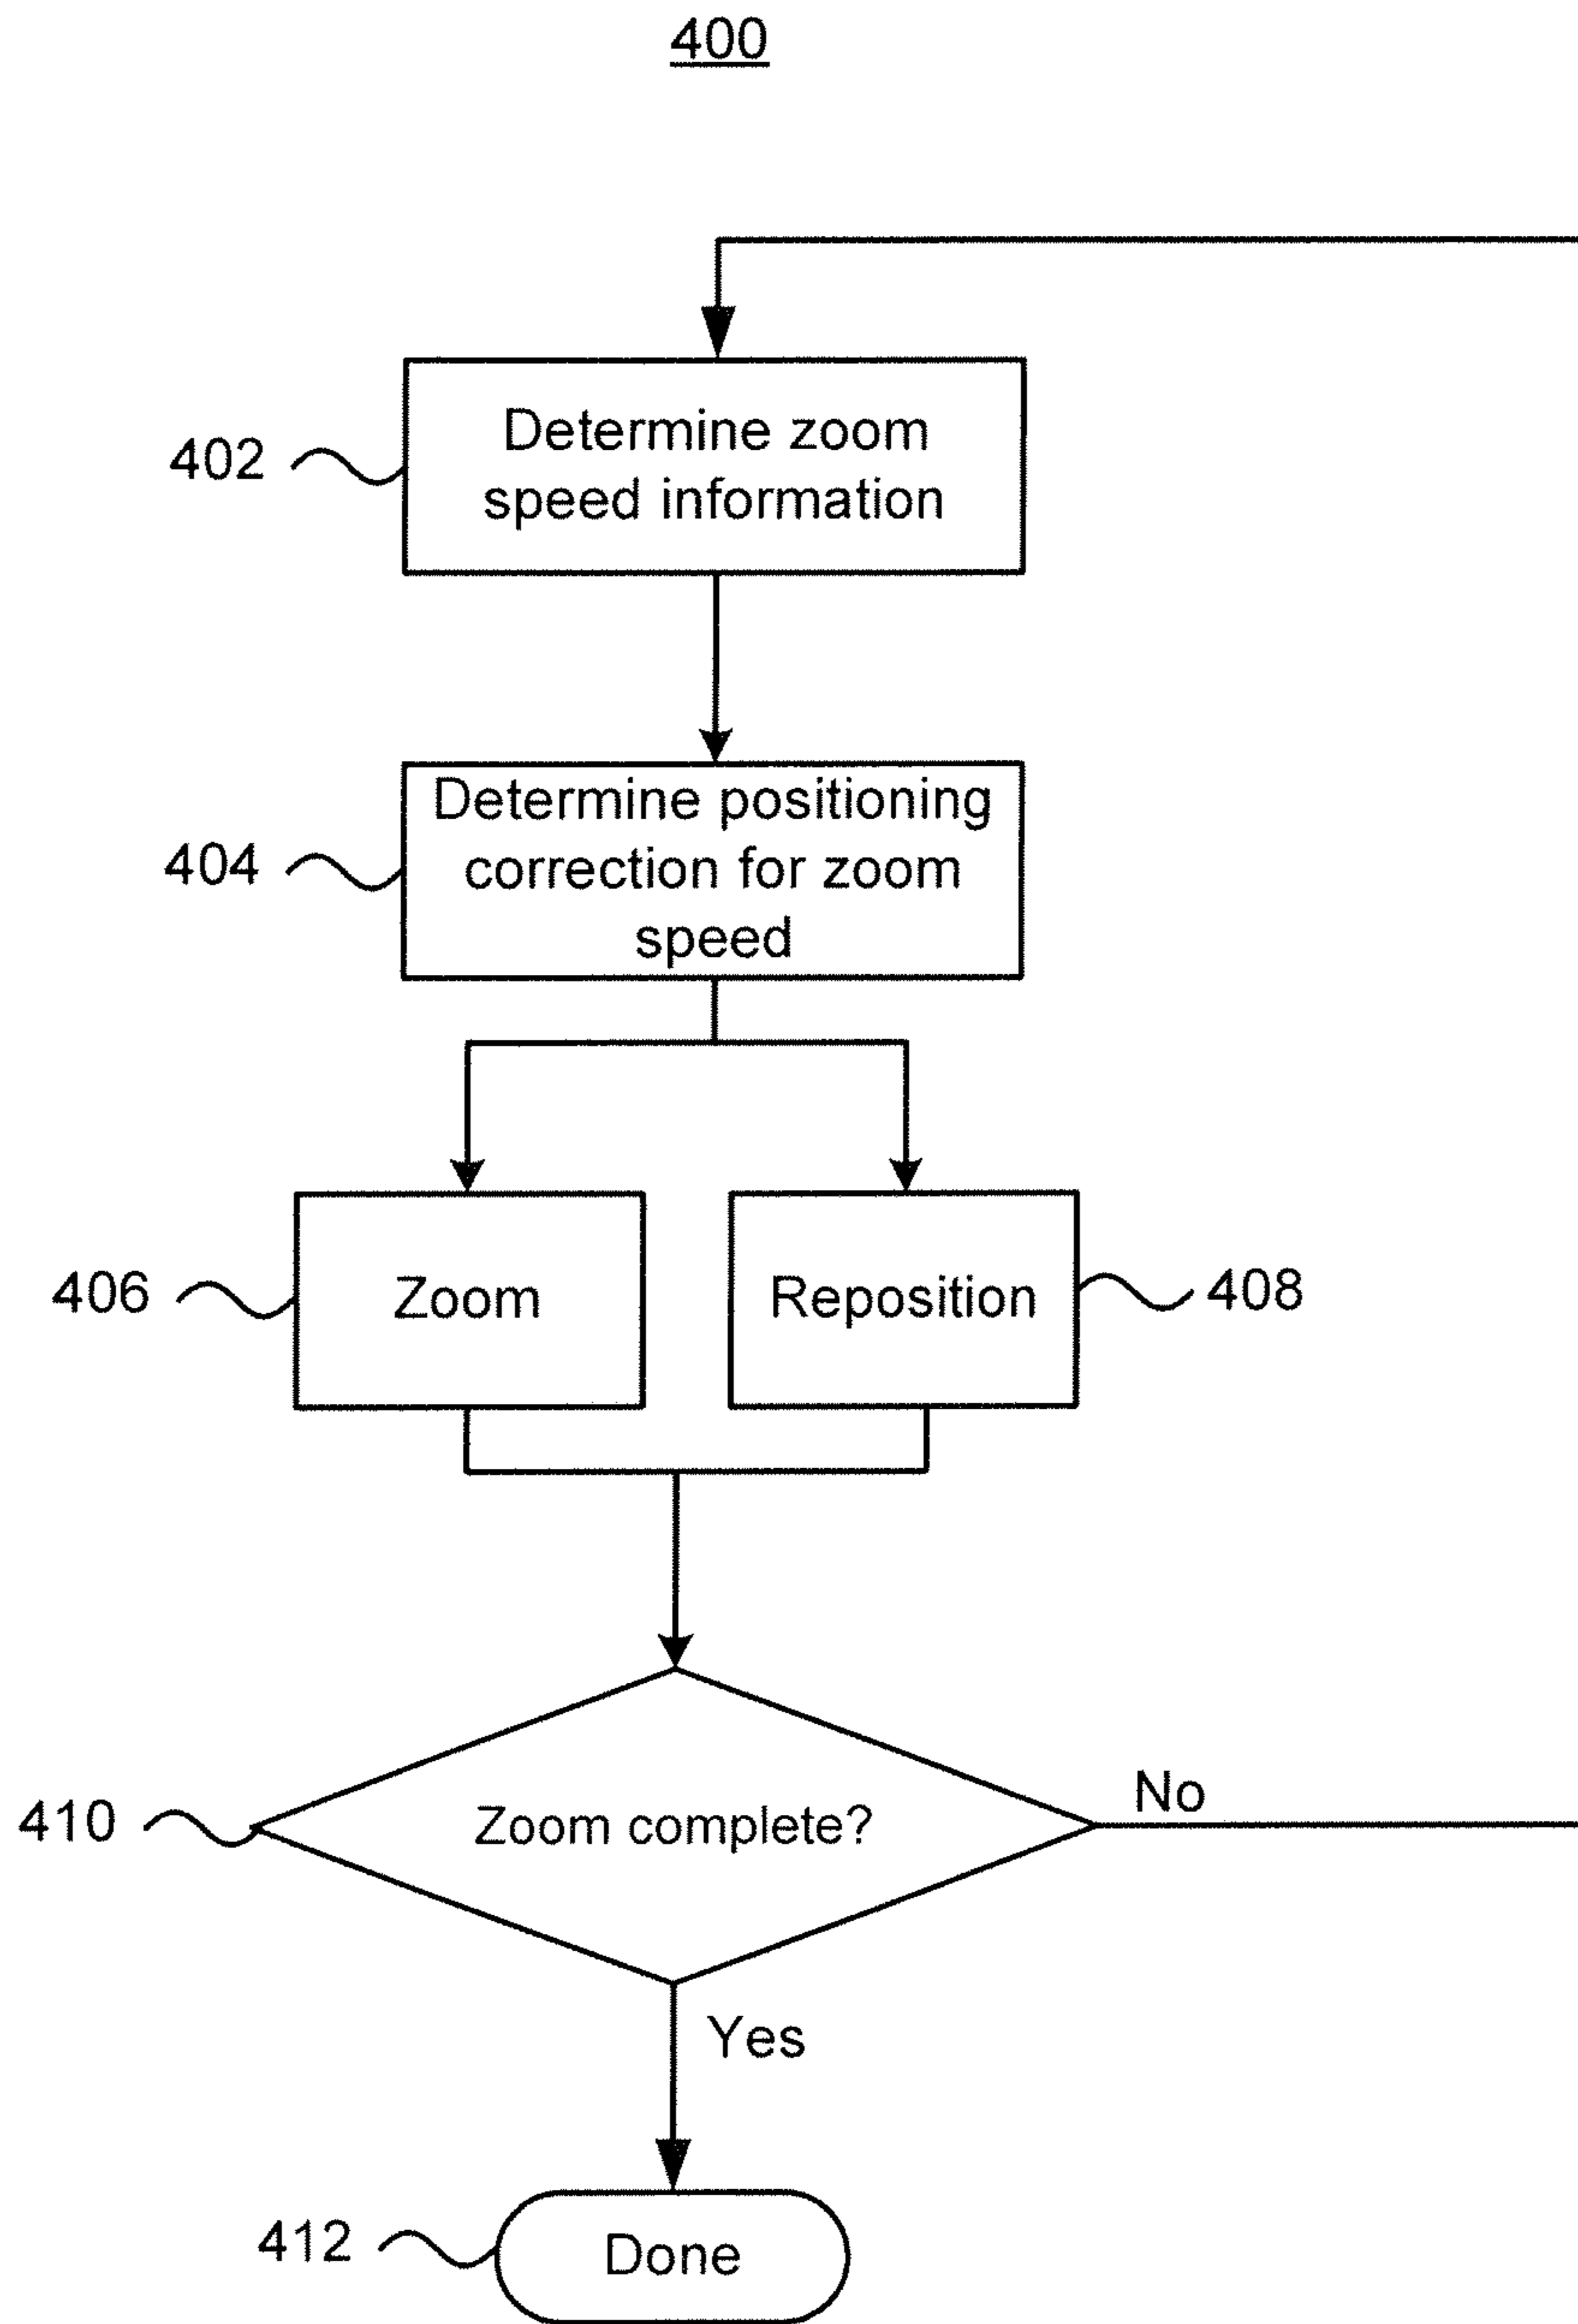 400
402
Determine zoom
speed information
404
Determine positioning
correction for zoom
speed
406
Zoom
Reposition
408
410
Zoom complete?
No
Yes
412
Done